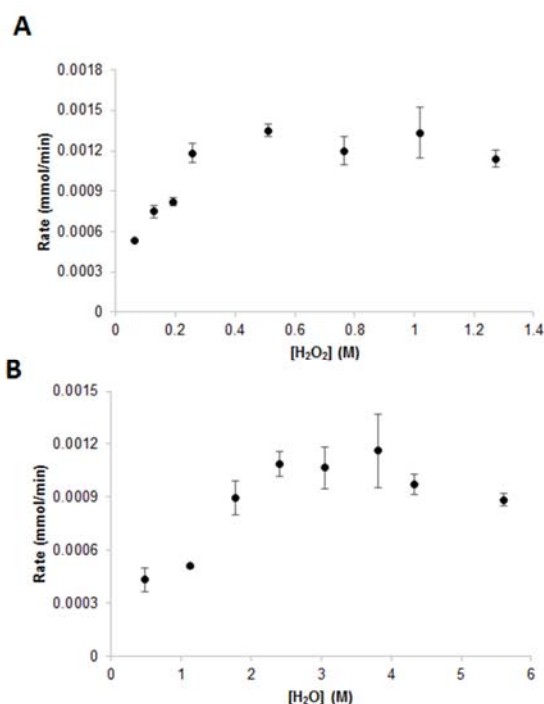 A
0.0018
0.0015
0.0012
0.0009
0.0006
0.0003
0
Rate (mmol/min)
0 0.2 0.4 0.6 0.8 1 1.2 1.4
[H₂O₂] (M)
B
0.0015
0.0012
0.0009
0.0006
0.0003
0
Rate (mmol/min)
0 1 2 3 4 5 6
[H₂O] (M)